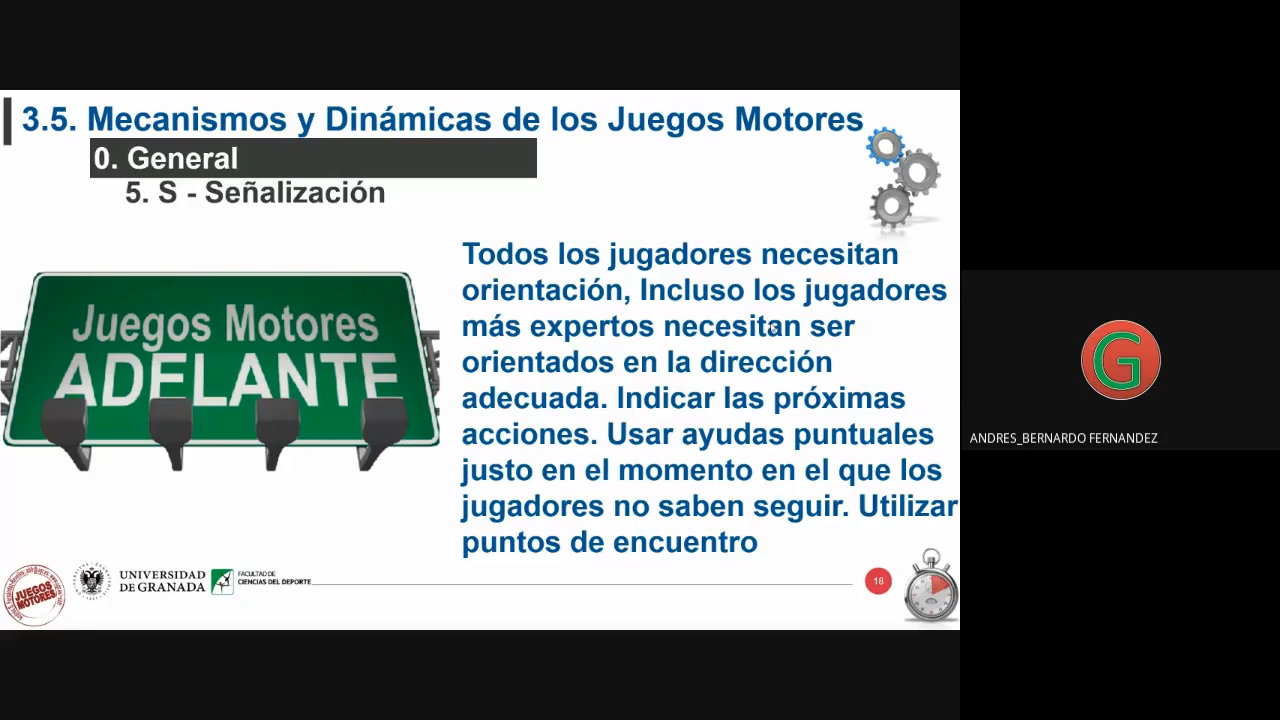 3.5. Mecanismos y Dinámicas de los Juegos Motores
0. General
5. S - Señalización
Juegos Motores
ADELANTE
Todos los jugadores necesitan
orientación, Incluso los jugadores
más expertos necesitan ser
orientados en la dirección
adecuada. Indicar las próximas
acciones. Usar ayudas puntuales
justo en el momento en el que los
jugadores no saben seguir. Utilizar
puntos de encuentro
JUEGOS
MOTORES
UNIVERSIDAD
DE GRANADA
FACULTAD DE
CIENCIAS DEL DEPORTE
18
G
ANDRES_BERNARDO FERNANDEZ